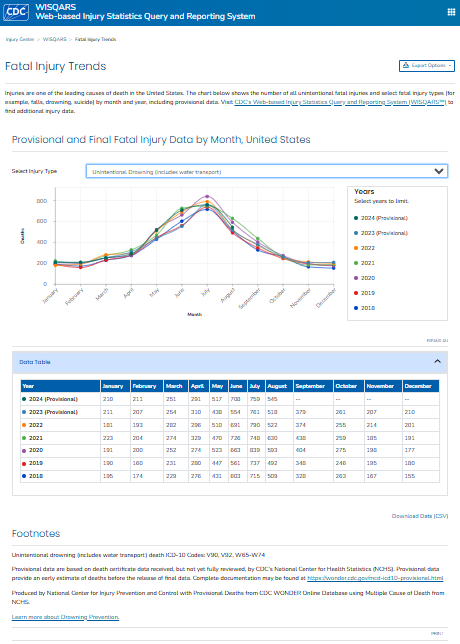 CDC
WISQARS
Web-based Injury Statistics Query and Reporting System
Injury Center > WISQARS > Fatal Injury Trends
Fatal Injury Trends
Export Options
Injuries are one of the leading causes of death in the United States. The chart below shows the number of all unintentional fatal injuries and select fatal injury types (for
example, falls, drowning, suicide) by month and year, including provisional data. Visit CDC's Web-based Injury Statistics Query and Reporting System (WISQARS™) to
find additional injury data.
Provisional and Final Fatal Injury Data by Month, United States
Select Injury Type
Unintentional Drowning (includes water transport)
Years
Select years to limit.
2024 (Provisional)
2023 (Provisional)
2022
2021
2020
2019
2018
Deaths
800
600
400
200
0
January
February
March
April
May
June
July
August
September
October
November
December
Month
Data Table
Year January February March April May June July August September October November December
2024 (Provisional) 210 211 251 291 517 708 759 545 -- -- -- --
2023 (Provisional) 211 207 254 310 438 554 761 518 379 261 207 210
2022 181 193 282 296 510 691 790 522 374 255 214 201
2021 223 204 274 329 470 726 748 630 438 259 185 191
2020 191 200 252 274 523 663 839 593 404 275 198 177
2019 190 160 231 280 447 561 737 492 348 246 195 180
2018 195 174 229 276 431 603 715 509 328 263 167 155
Download Data (CSV)
Footnotes
Unintentional drowning (includes water transport) death ICD-10 Codes: V90, V92, W65-W74
Provisional data are based on death certificate data received, but not yet fully reviewed, by CDC's National Center for Health Statistics (NCHS). Provisional data
provide an early estimate of deaths before the release of final data. Complete documentation may be found at https://wonder.cdc.gov/mcd-icd10-provisional.html
Produced by National Center for Injury Prevention and Control with Provisional Deaths from CDC WONDER Online Database using Multiple Cause of Death from
NCHS.
Learn more about Drowning Prevention.
PRINT